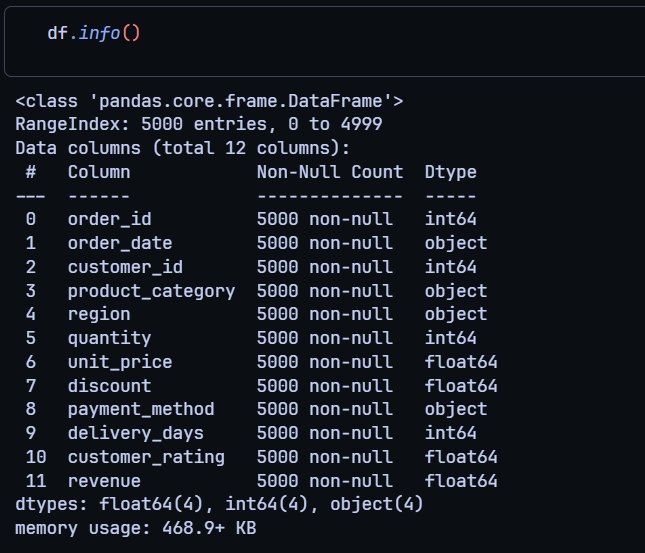 df.info()
<class 'pandas.core.frame.DataFrame'>
RangeIndex: 5000 entries, 0 to 4999
Data columns (total 12 columns):
 #   Column            Non-Null Count  Dtype
---  ------            --------------  -----
 0   order_id          5000 non-null   int64
 1   order_date        5000 non-null   object
 2   customer_id       5000 non-null   int64
 3   product_category  5000 non-null   object
 4   region            5000 non-null   object
 5   quantity          5000 non-null   int64
 6   unit_price        5000 non-null   float64
 7   discount          5000 non-null   float64
 8   payment_method    5000 non-null   object
 9   delivery_days     5000 non-null   int64
 10  customer_rating   5000 non-null   float64
 11  revenue           5000 non-null   float64
dtypes: float64(4), int64(4), object(4)
memory usage: 468.9+ KB